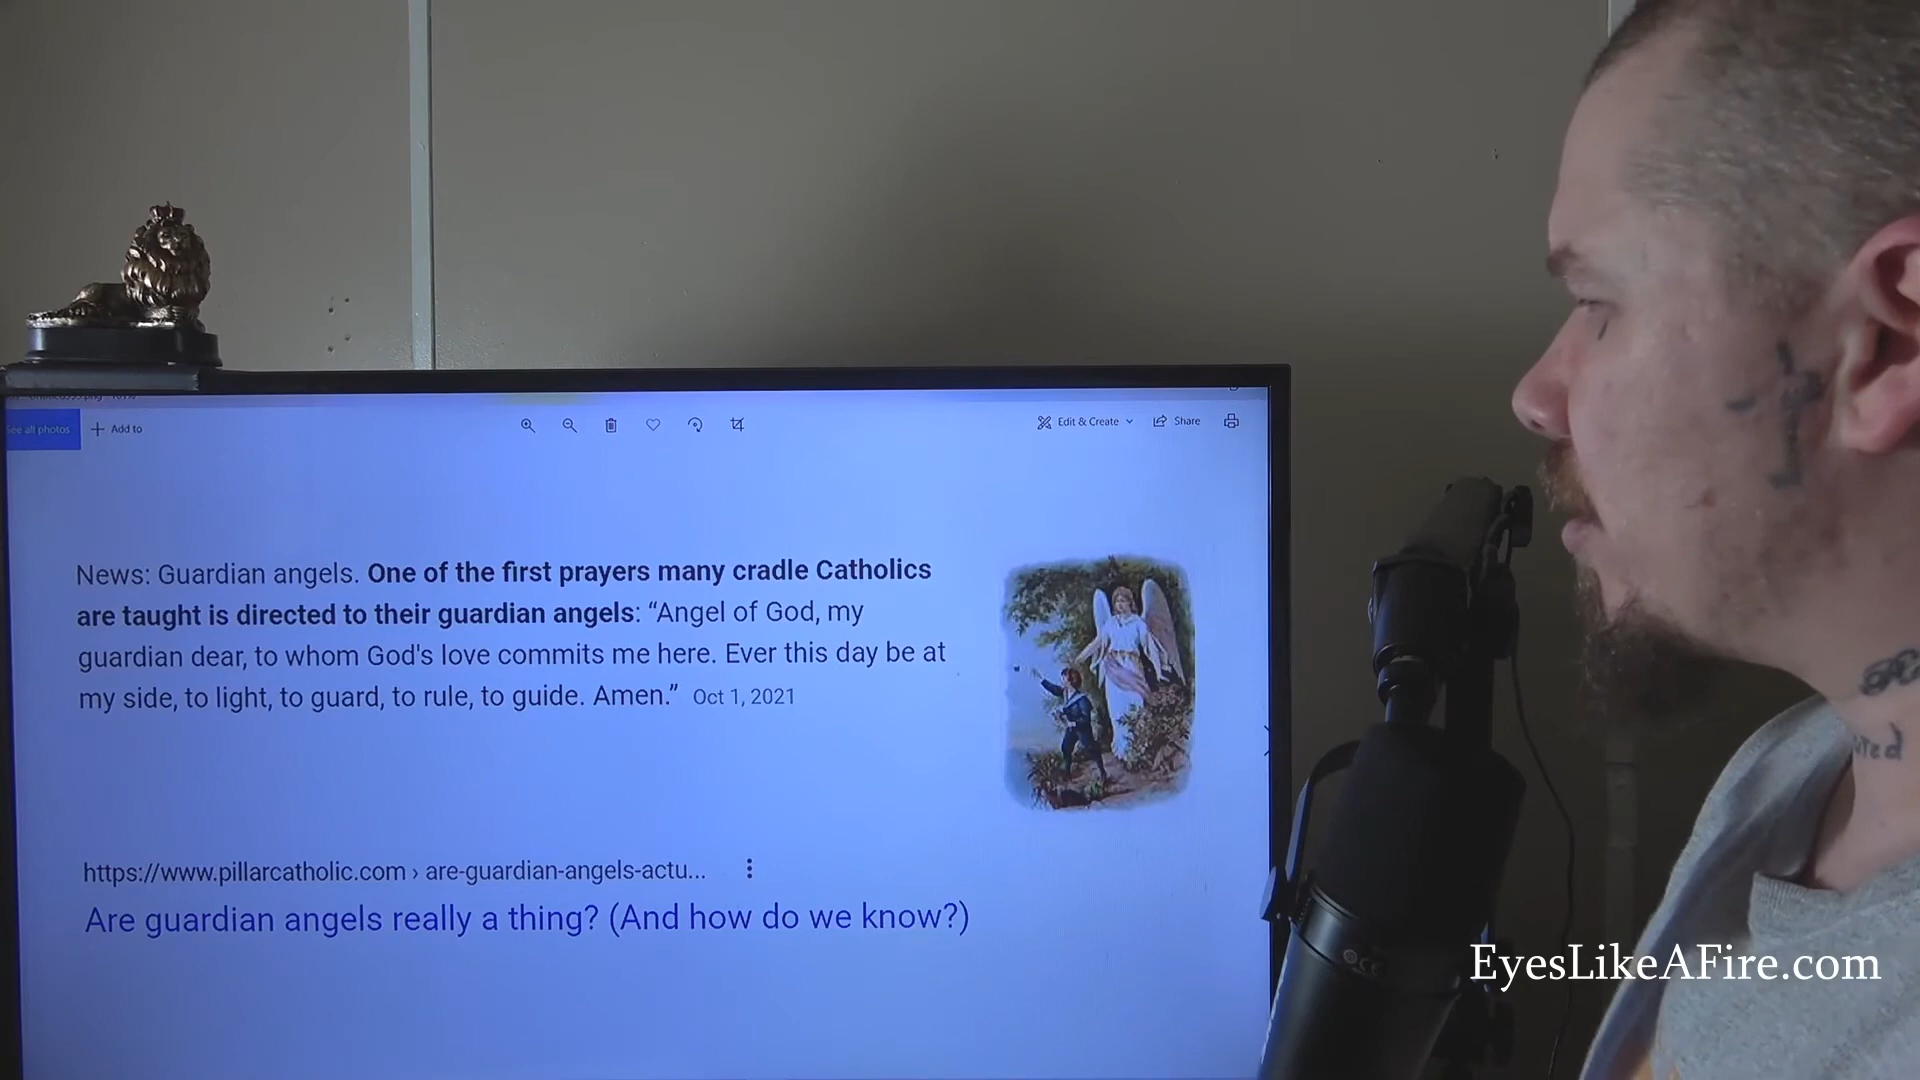 See all photos
Add to
Edit & Create
Share
News: Guardian angels. One of the first prayers many cradle Catholics
are taught is directed to their guardian angels: “Angel of God, my
guardian dear, to whom God's love commits me here. Ever this day be at
my side, to light, to guard, to rule, to guide. Amen.” Oct 1, 2021
https://www.pillarcatholic.com › are-guardian-angels-actu...
Are guardian angels really a thing? (And how do we know?)
EyesLikeAFire.com